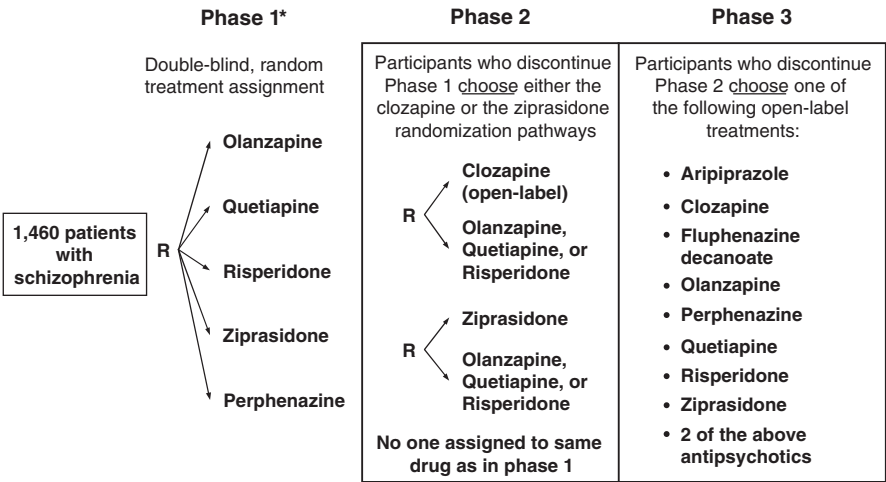 Phase 1*
Double-blind, random
treatment assignment
1,460 patients
with
schizophrenia
R
Olanzapine
Quetiapine
Risperidone
Ziprasidone
Perphenazine
Phase 2
Participants who discontinue
Phase 1 choose either the
clozapine or the ziprasidone
randomization pathways
R
Clozapine
(open-label)
Olanzapine,
Quetiapine, or
Risperidone
R
Ziprasidone
Olanzapine,
Quetiapine, or
Risperidone
No one assigned to same
drug as in phase 1
Phase 3
Participants who discontinue
Phase 2 choose one of
the following open-label
treatments:
• Aripiprazole
• Clozapine
• Fluphenazine
decanoate
• Olanzapine
• Perphenazine
• Quetiapine
• Risperidone
• Ziprasidone
• 2 of the above
antipsychotics